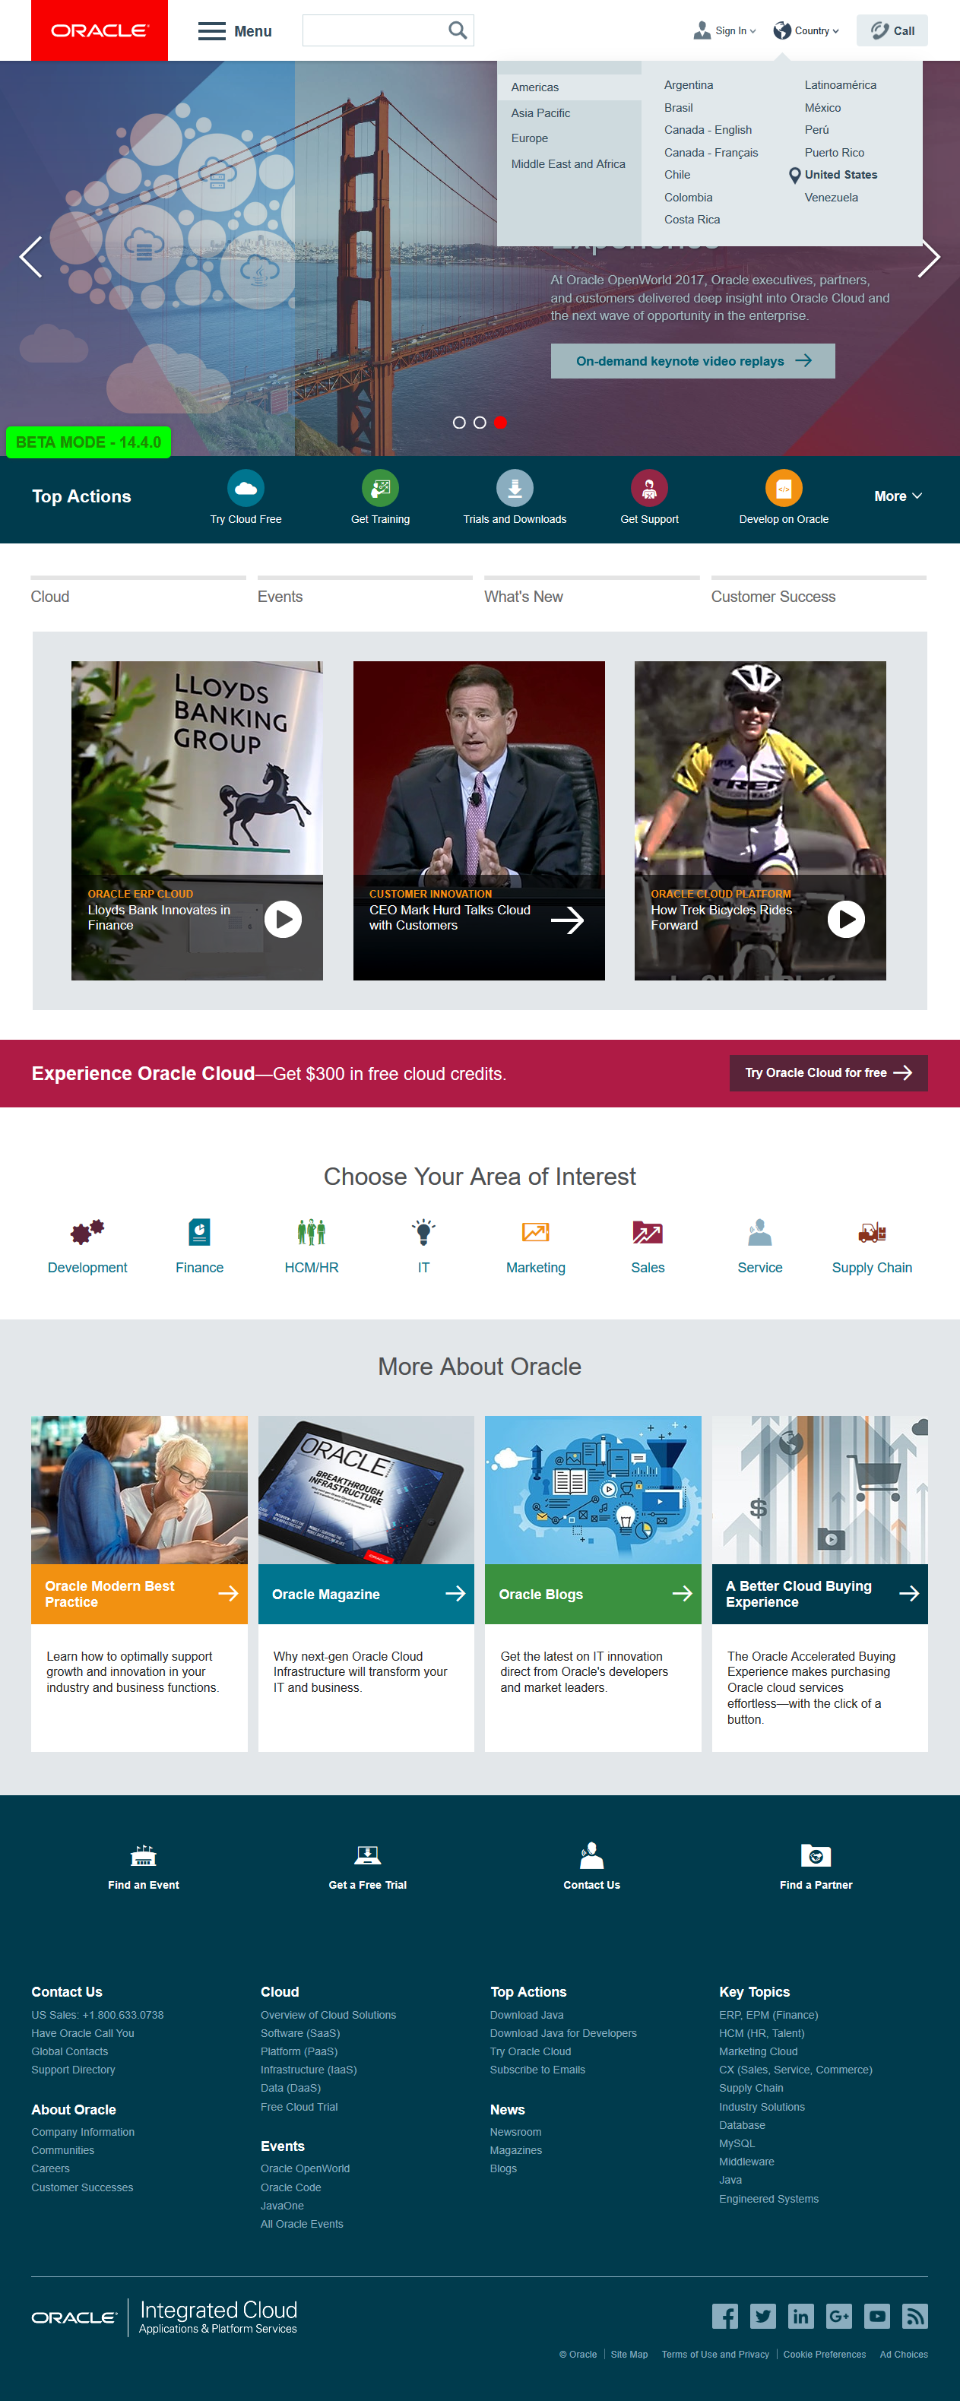 ORACLE
Menu
Sign In
Country
Call
Americas
Asia Pacific
Europe
Middle East and Africa
Argentina
Brasil
Canada - English
Canada - Français
Chile
Colombia
Costa Rica
Latinoamérica
México
Perú
Puerto Rico
United States
Venezuela
Experience
At Oracle OpenWorld 2017, Oracle executives, partners,
and customers delivered deep insight into Oracle Cloud and
the next wave of opportunity in the enterprise.
On-demand keynote video replays
BETA MODE - 14.4.0
Top Actions
Try Cloud Free
Get Training
Trials and Downloads
Get Support
Develop on Oracle
More
Cloud
Events
What's New
Customer Success
LLOYDS
BANKING
GROUP
TREK
ORACLE ERP CLOUD
Lloyds Bank Innovates in
Finance
CUSTOMER INNOVATION
CEO Mark Hurd Talks Cloud
with Customers
ORACLE CLOUD PLATFORM
How Trek Bicycles Rides
Forward
Experience Oracle Cloud—Get $300 in free cloud credits.
Try Oracle Cloud for free
Choose Your Area of Interest
Development
Finance
HCM/HR
IT
Marketing
Sales
Service
Supply Chain
More About Oracle
ORACLE
BREAKTHROUGH
INFRASTRUCTURE
$
Oracle Modern Best
Practice
Oracle Magazine
Oracle Blogs
A Better Cloud Buying
Experience
Learn how to optimally support
growth and innovation in your
industry and business functions.
Why next-gen Oracle Cloud
Infrastructure will transform your
IT and business.
Get the latest on IT innovation
direct from Oracle's developers
and market leaders.
The Oracle Accelerated Buying
Experience makes purchasing
Oracle cloud services
effortless—with the click of a
button.
Find an Event
Get a Free Trial
Contact Us
Find a Partner
Contact Us
US Sales: +1.800.633.0738
Have Oracle Call You
Global Contacts
Support Directory
About Oracle
Company Information
Communities
Careers
Customer Successes
Cloud
Overview of Cloud Solutions
Software (SaaS)
Platform (PaaS)
Infrastructure (IaaS)
Data (DaaS)
Free Cloud Trial
Events
Oracle OpenWorld
Oracle Code
JavaOne
All Oracle Events
Top Actions
Download Java
Download Java for Developers
Try Oracle Cloud
Subscribe to Emails
News
Newsroom
Magazines
Blogs
Key Topics
ERP, EPM (Finance)
HCM (HR, Talent)
Marketing Cloud
CX (Sales, Service, Commerce)
Supply Chain
Industry Solutions
Database
MySQL
Middleware
Java
Engineered Systems
ORACLE
Integrated Cloud
Applications & Platform Services
© Oracle
Site Map
Terms of Use and Privacy
Cookie Preferences
Ad Choices